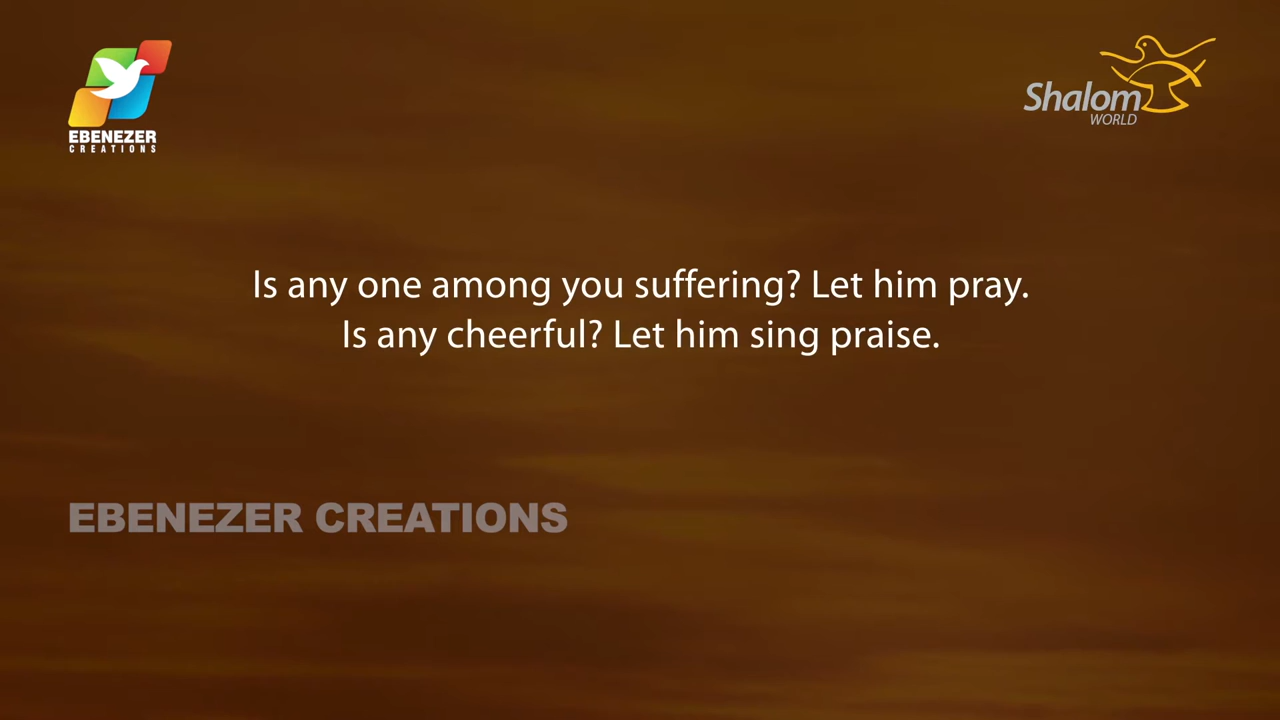 EBENEZER
CREATIONS
Shalom
WORLD
Is any one among you suffering? Let him pray.
Is any cheerful? Let him sing praise.
EBENEZER CREATIONS